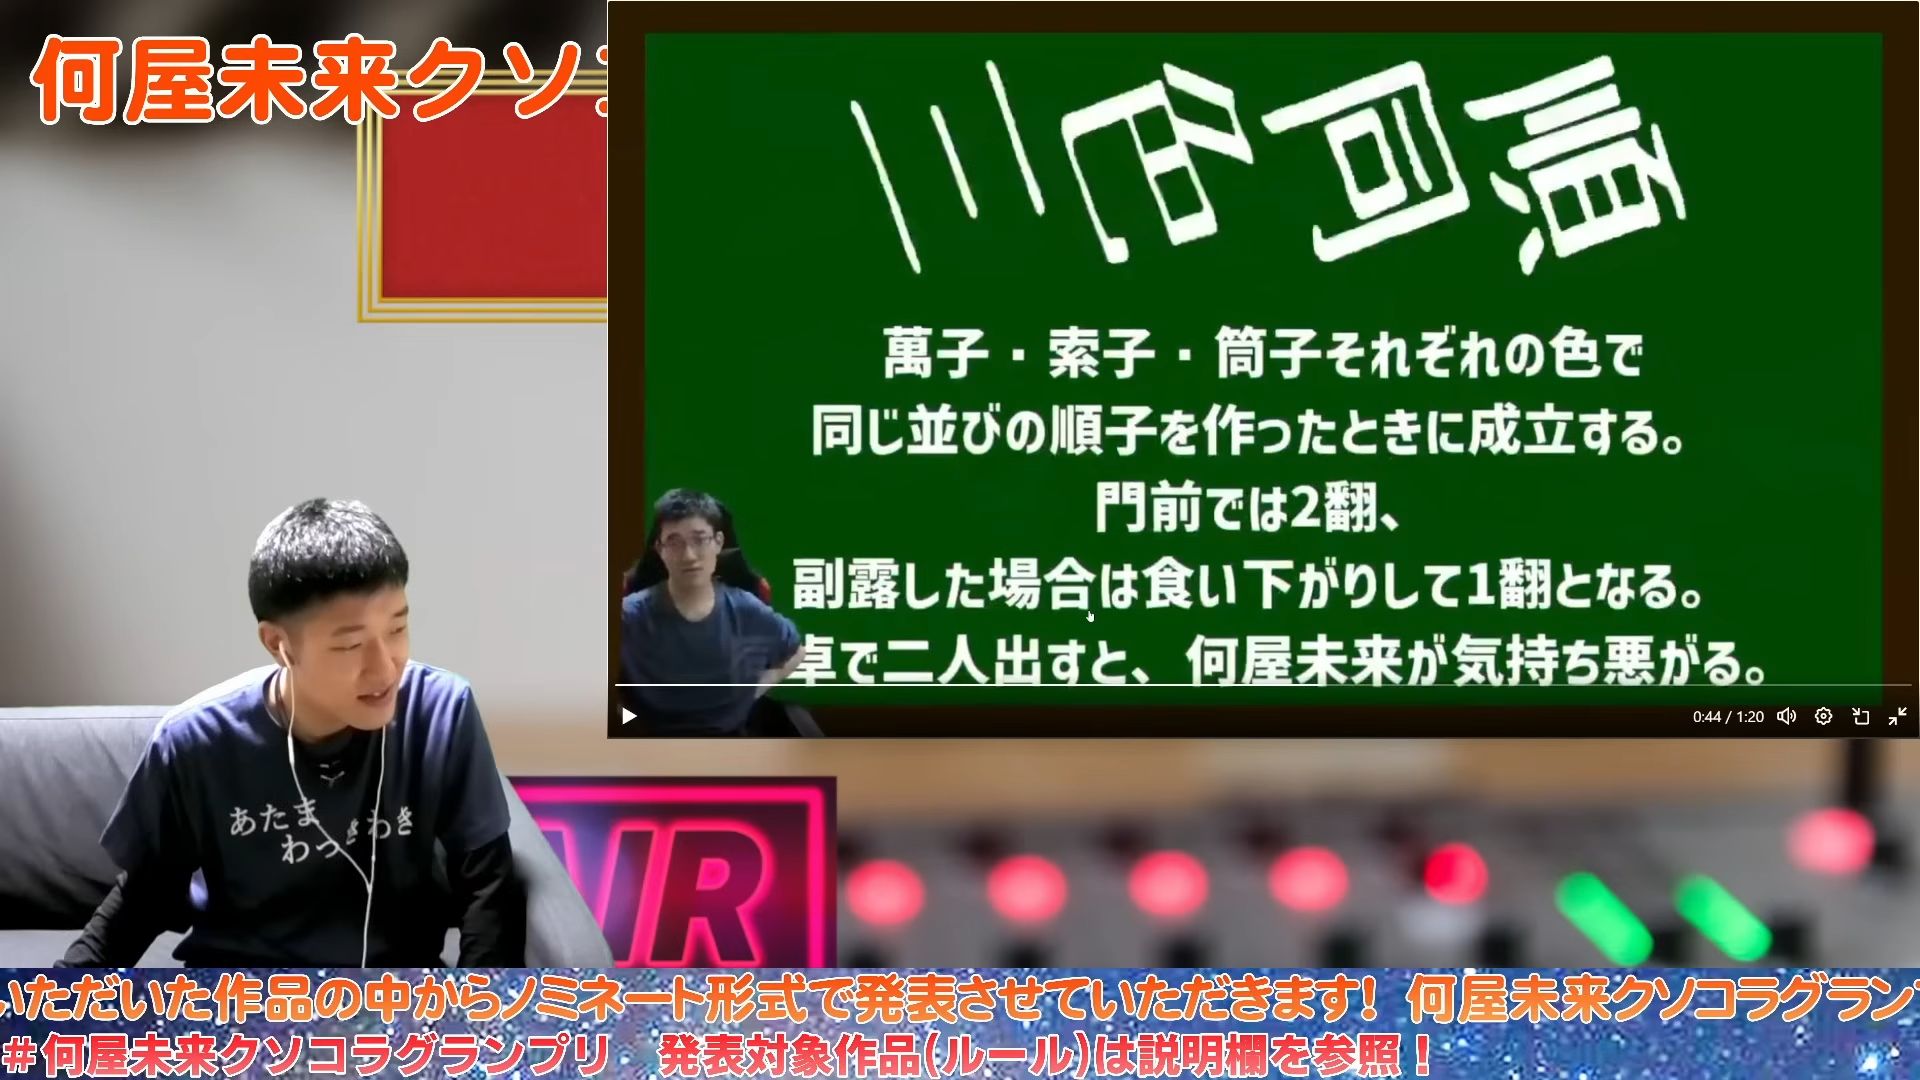 何屋未来クソコ
三色同順
萬子・索子・筒子それぞれの色で
同じ並びの順子を作ったときに成立する。
門前では2翻、
副露した場合は食い下がりして1翻となる。
卓で二人出すと、何屋未来が気持ち悪がる。
0:44 / 1:20
あたま
わっきわき
いただいた作品の中からノミネート形式で発表させていただきます! 何屋未来クソコラグランプ
#何屋未来クソコラグランプリ 発表対象作品(ルール)は説明欄を参照!